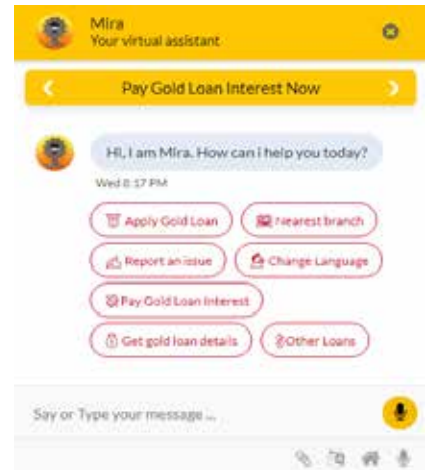 Mira
Your virtual assistant
Pay Gold Loan Interest Now
Hi, I am Mira. How can i help you today?
Wed 8:17 PM
Apply Gold Loan
Nearest branch
Report an issue
Change Language
Pay Gold Loan Interest
Get gold loan details
Other Loans
Say or Type your message ...